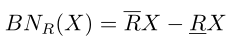 $BN_R(X) = \overline{R}X - \underline{R}X$